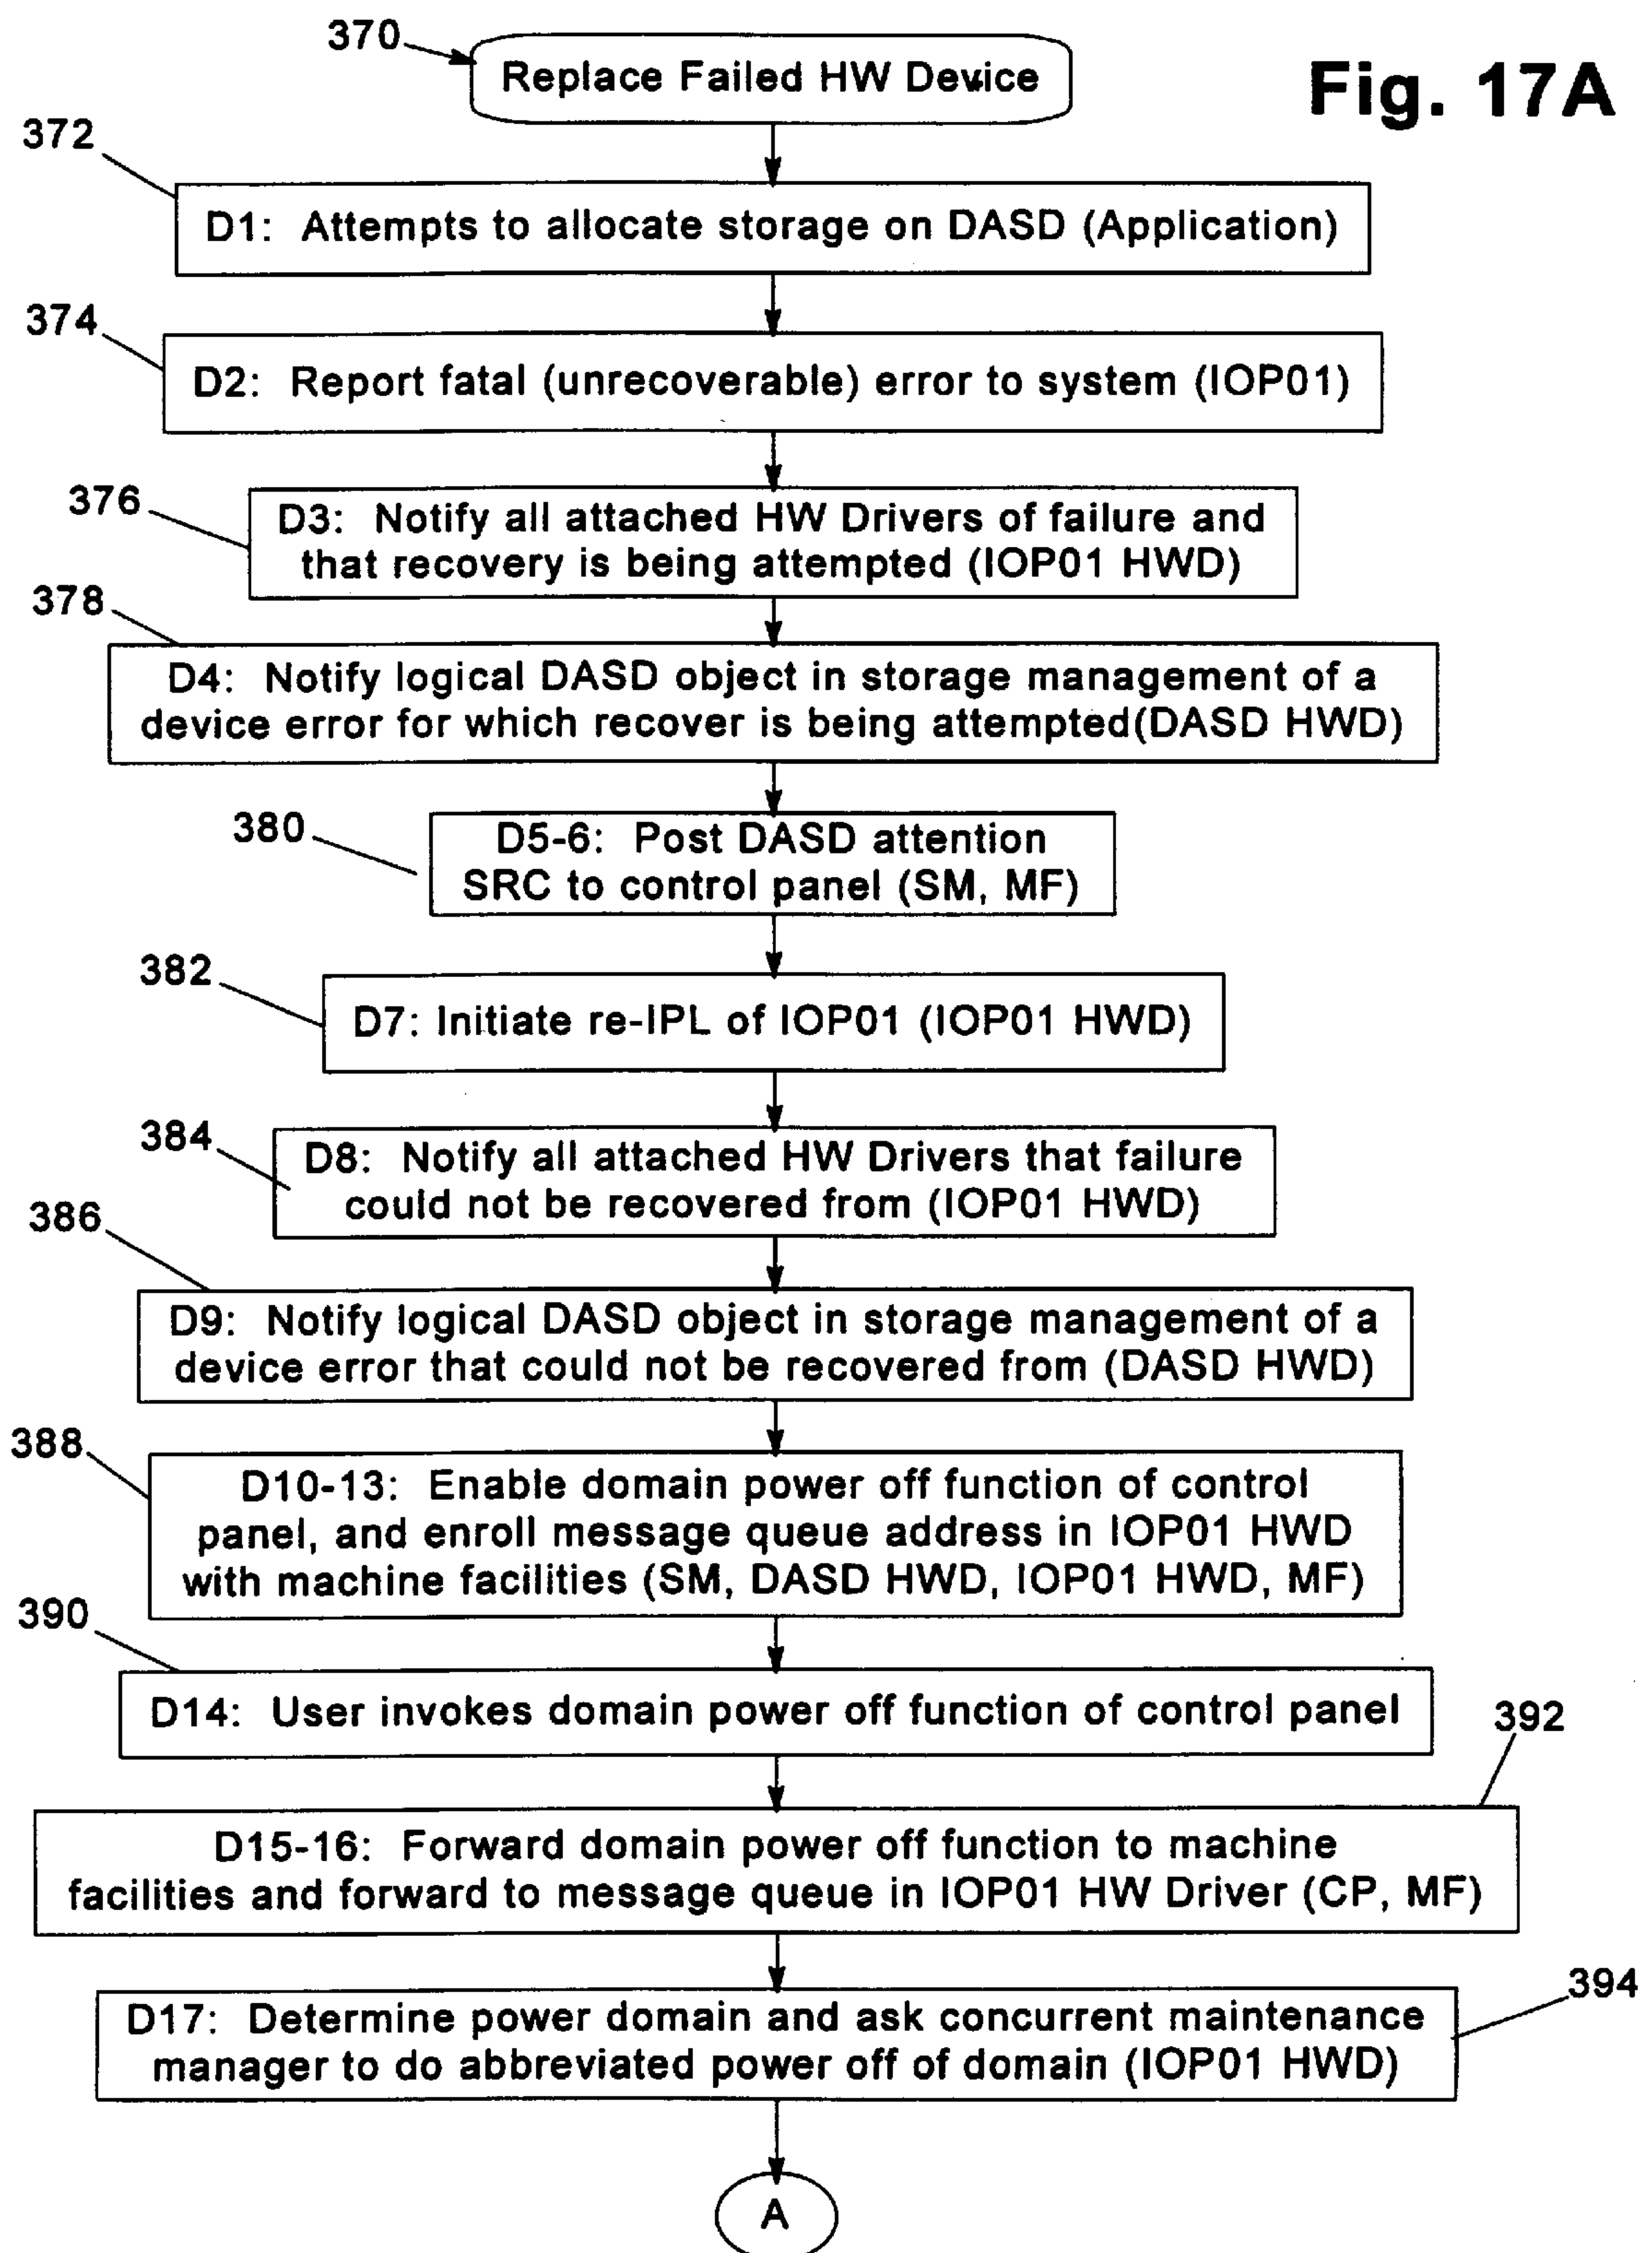 370
Replace Failed HW Device
Fig. 17A
372
D1: Attempts to allocate storage on DASD (Application)
374
D2: Report fatal (unrecoverable) error to system (IOP01)
376
D3: Notify all attached HW Drivers of failure and
that recovery is being attempted (IOP01 HWD)
378
D4: Notify logical DASD object in storage management of a
device error for which recover is being attempted(DASD HWD)
380
D5-6: Post DASD attention
SRC to control panel (SM, MF)
382
D7: Initiate re-IPL of IOP01 (IOP01 HWD)
384
D8: Notify all attached HW Drivers that failure
could not be recovered from (IOP01 HWD)
386
D9: Notify logical DASD object in storage management of a
device error that could not be recovered from (DASD HWD)
388
D10-13: Enable domain power off function of control
panel, and enroll message queue address in IOP01 HWD
with machine facilities (SM, DASD HWD, IOP01 HWD, MF)
390
D14: User invokes domain power off function of control panel
392
D15-16: Forward domain power off function to machine
facilities and forward to message queue in IOP01 HW Driver (CP, MF)
394
D17: Determine power domain and ask concurrent maintenance
manager to do abbreviated power off of domain (IOP01 HWD)
A